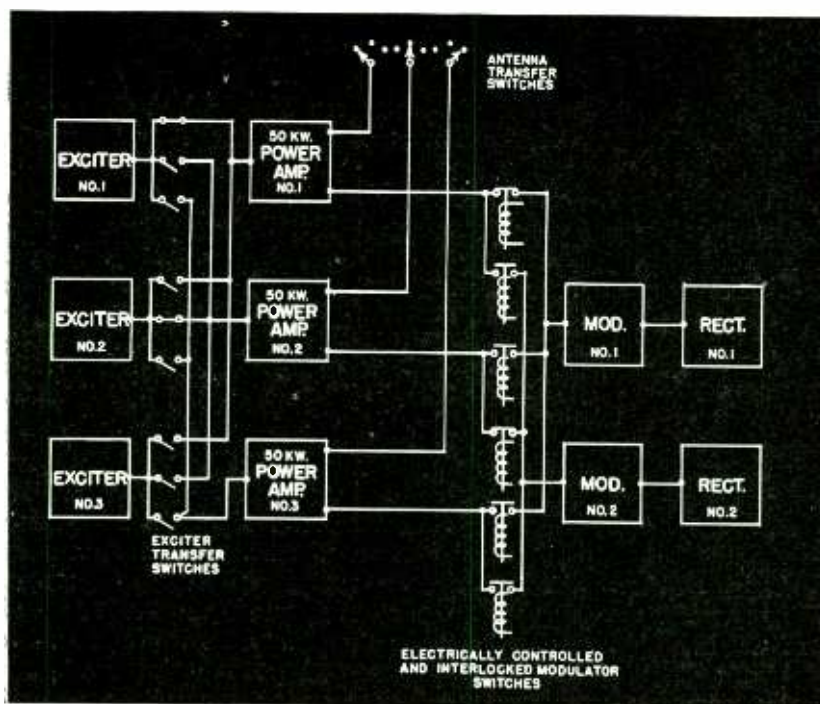 ANTENNA
TRANSFER
SWITCHES
EXCITER
NO.1
50 KW.
POWER
AMP.
NO.1
EXCITER
NO.2
50 KW.
POWER
AMP.
NO.2
MOD.
NO.1
RECT.
NO.1
EXCITER
NO.3
50 KW.
POWER
AMP.
NO.3
MOD.
NO.2
RECT.
NO.2
EXCITER
TRANSFER
SWITCHES
ELECTRICALLY CONTROLLED
AND INTERLOCKED MODULATOR
SWITCHES